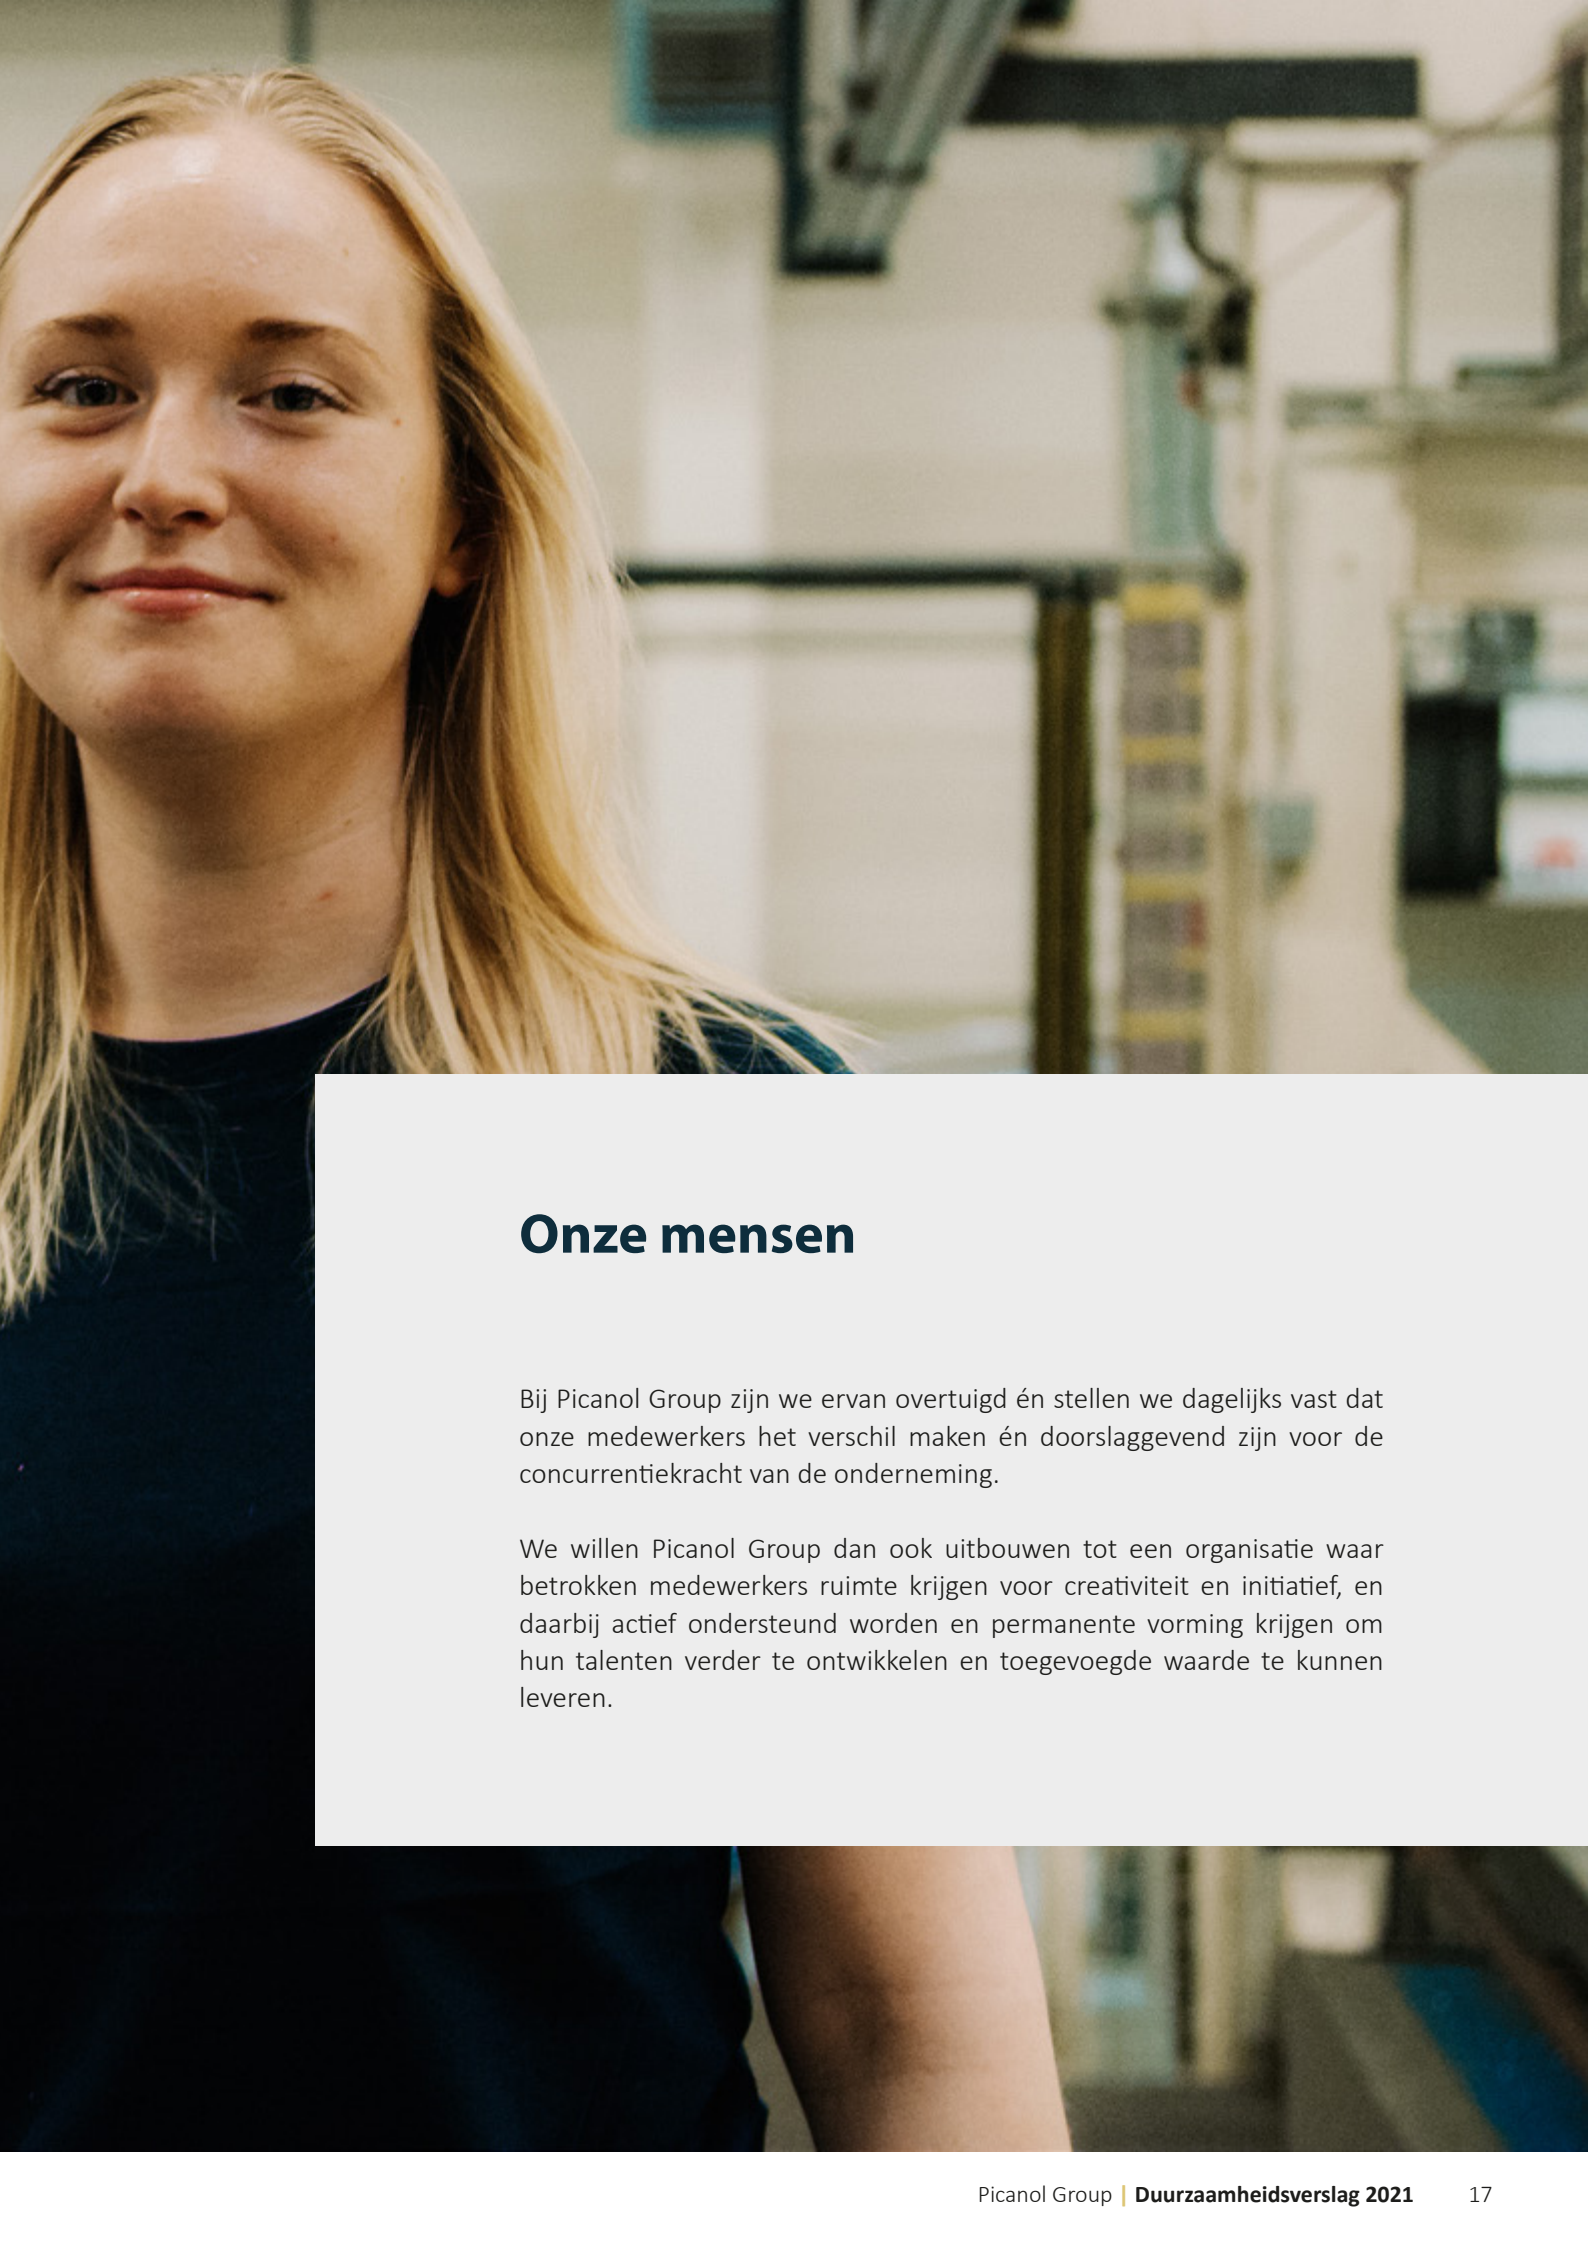 Onze mensen
Bij Picanol Group zijn we ervan overtuigd én stellen we dagelijks vast dat
onze medewerkers het verschil maken én doorslaggevend zijn voor de
concurrentiekracht van de onderneming.
We willen Picanol Group dan ook uitbouwen tot een organisatie waar
betrokken medewerkers ruimte krijgen voor creativiteit en initiatief, en
daarbij actief ondersteund worden en permanente vorming krijgen om
hun talenten verder te ontwikkelen en toegevoegde waarde te kunnen
leveren.
Picanol Group | Duurzaamheidsverslag 2021 17